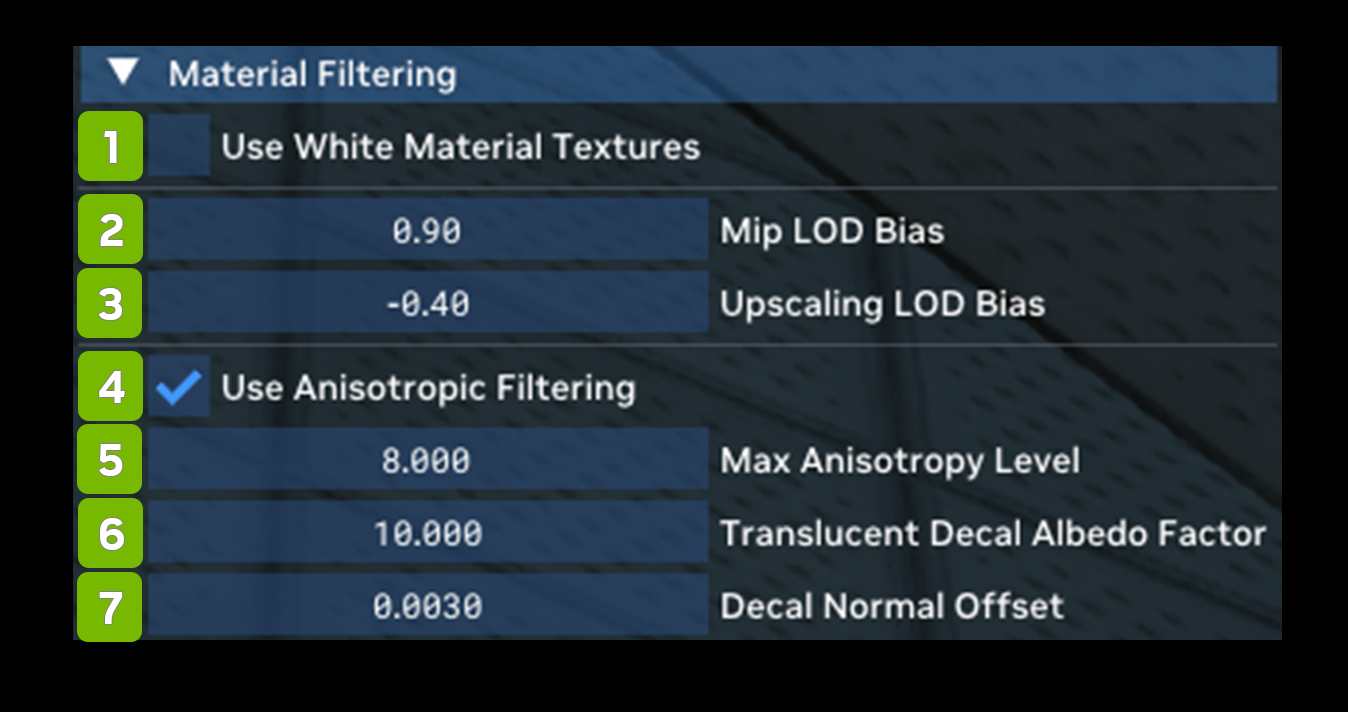 Material Filtering
1 Use White Material Textures
2 0.90 Mip LOD Bias
3 -0.40 Upscaling LOD Bias
4 Use Anisotropic Filtering
5 8.000 Max Anisotropy Level
6 10.000 Translucent Decal Albedo Factor
7 0.0030 Decal Normal Offset